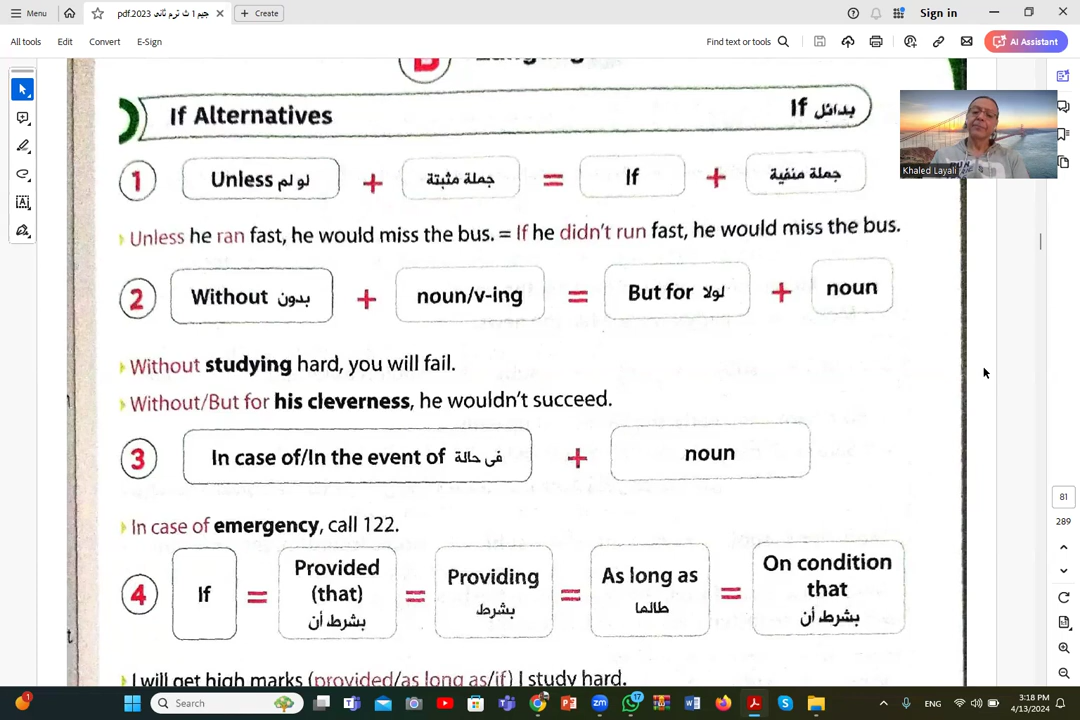 Menu
جيم 1 ث ترم ثانى 2023.pdf
Create
Sign in
All tools
Edit
Convert
E-Sign
Find text or tools
AI Assistant
B
If Alternatives
بدائل If
1 Unless لو لم + جملة مثبتة = If + جملة منفية
Unless he ran fast, he would miss the bus. = If he didn't run fast, he would miss the bus.
2 Without بدون + noun/v-ing = But for لولا + noun
Without studying hard, you will fail.
Without/But for his cleverness, he wouldn't succeed.
3 In case of/In the event of فى حالة + noun
In case of emergency, call 122.
4 If = Provided (that) بشرط أن = Providing بشرط = As long as طالما = On condition that بشرط أن
I will get high marks (provided/as long as/if) I study hard.
Khaled Layali
81
289
1
Search
17
ENG
3:18 PM
4/13/2024